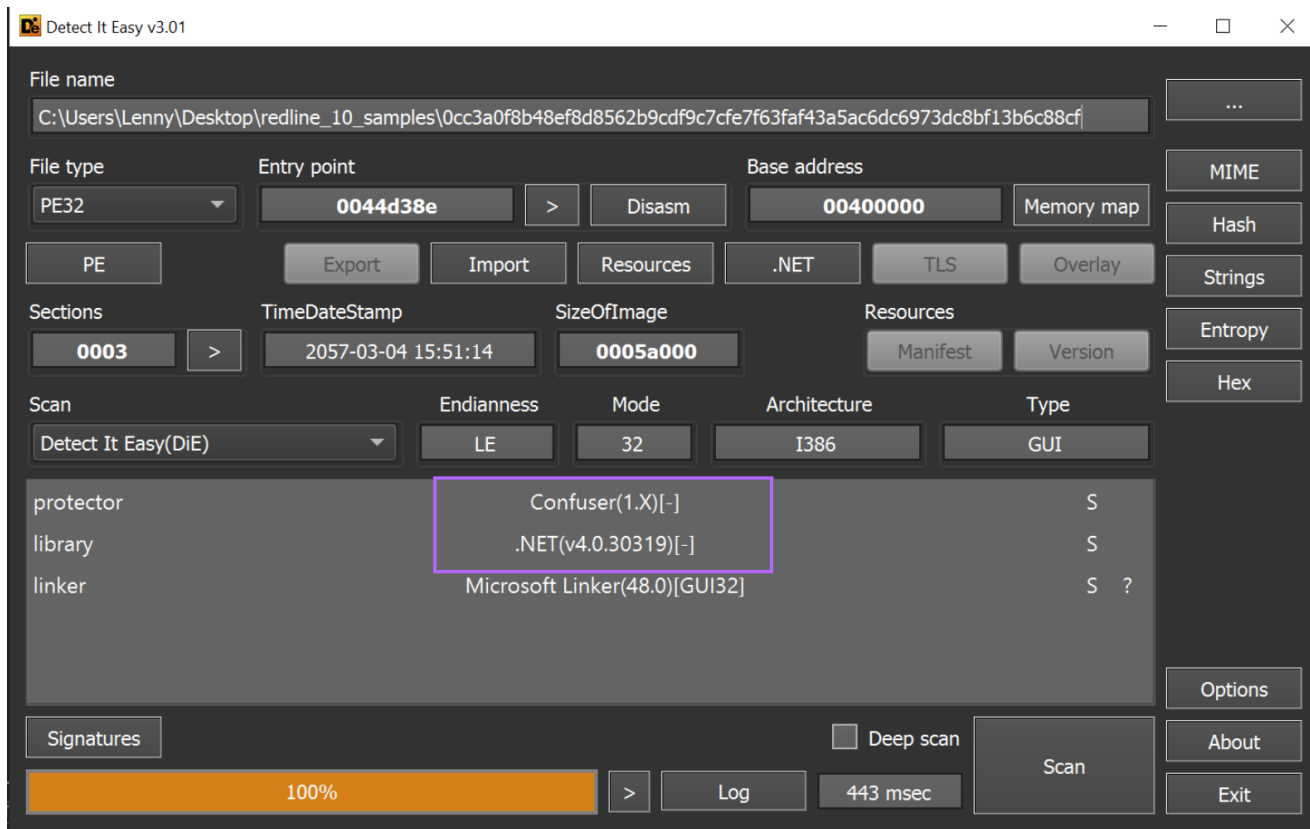 Detect It Easy v3.01
File name
C:\Users\Lenny\Desktop\redline_10_samples\0cc3a0f8b48ef8d8562b9cdf9c7cfe7f63faf43a5ac6dc6973dc8bf13b6c88cf
...
File type Entry point Base address
PE32 0044d38e > Disasm 00400000 Memory map
MIME
Hash
PE Export Import Resources .NET TLS Overlay
Strings
Sections TimeDateStamp SizeOfImage Resources
0003 > 2057-03-04 15:51:14 0005a000 Manifest Version
Entropy
Hex
Scan Endianness Mode Architecture Type
Detect It Easy(DiE) LE 32 I386 GUI
protector Confuser(1.X)[-] S
library .NET(v4.0.30319)[-] S
linker Microsoft Linker(48.0)[GUI32] S ?
Options
Signatures Deep scan Scan About
100% > Log 443 msec Exit